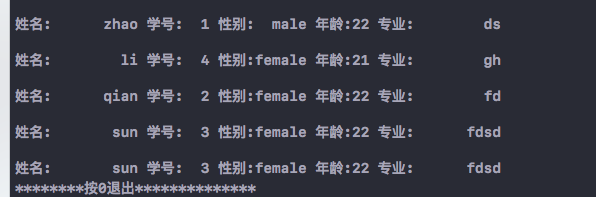 姓名:      zhao 学号:  1 性别:  male 年龄:22 专业:        ds
姓名:        li 学号:  4 性别:female 年龄:21 专业:        gh
姓名:      qian 学号:  2 性别:female 年龄:22 专业:        fd
姓名:       sun 学号:  3 性别:female 年龄:22 专业:      fdsd
姓名:       sun 学号:  3 性别:female 年龄:22 专业:      fdsd
********按0退出**************